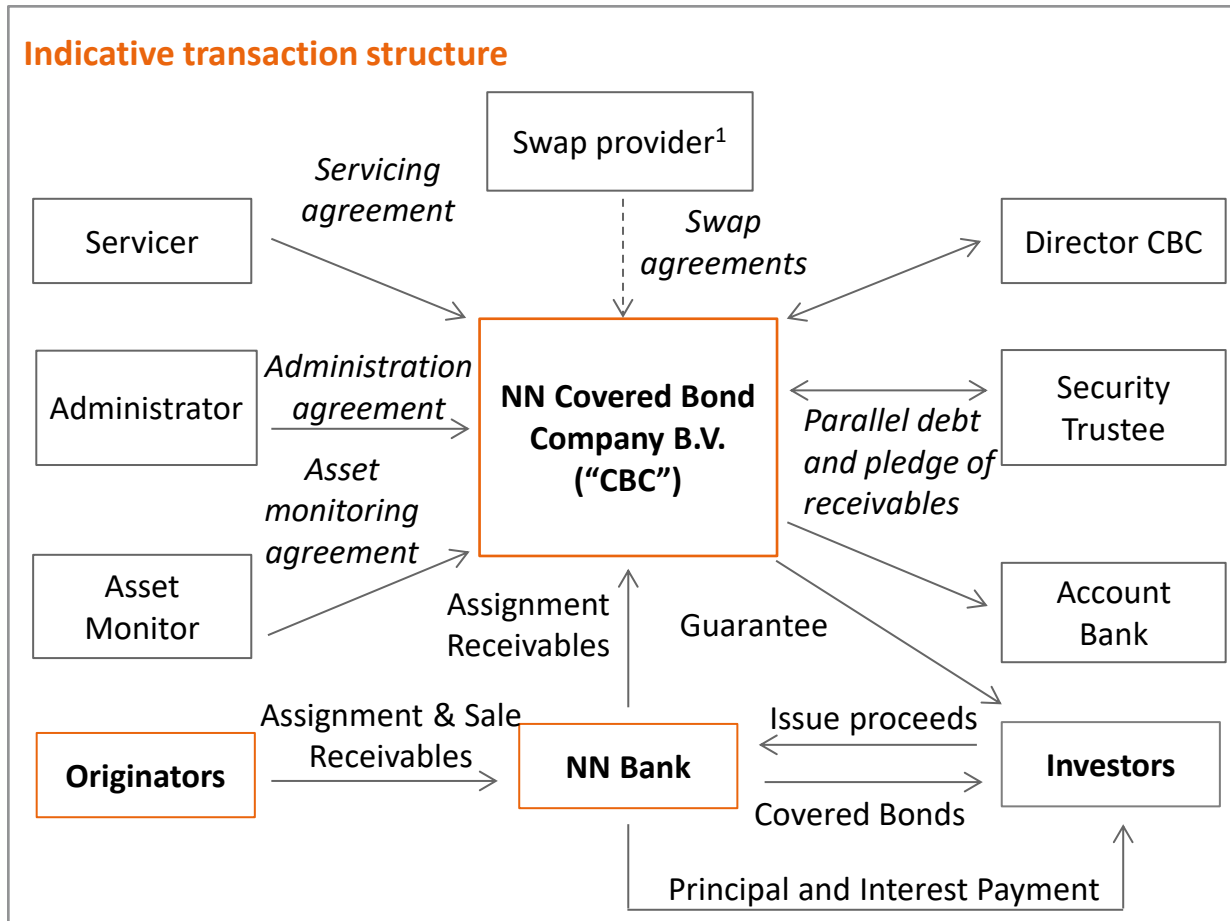 Indicative transaction structure
Swap provider1
Servicing
agreement
Servicer
Swap
agreements
Director CBC
Administrator
Administration
agreement
NN Covered Bond
Company B.V.
(“CBC”)
Parallel debt
and pledge of
receivables
Security
Trustee
Asset
monitoring
agreement
Asset
Monitor
Assignment
Receivables
Guarantee
Account
Bank
Assignment & Sale
Receivables
Originators
NN Bank
Issue proceeds
Covered Bonds
Investors
Principal and Interest Payment